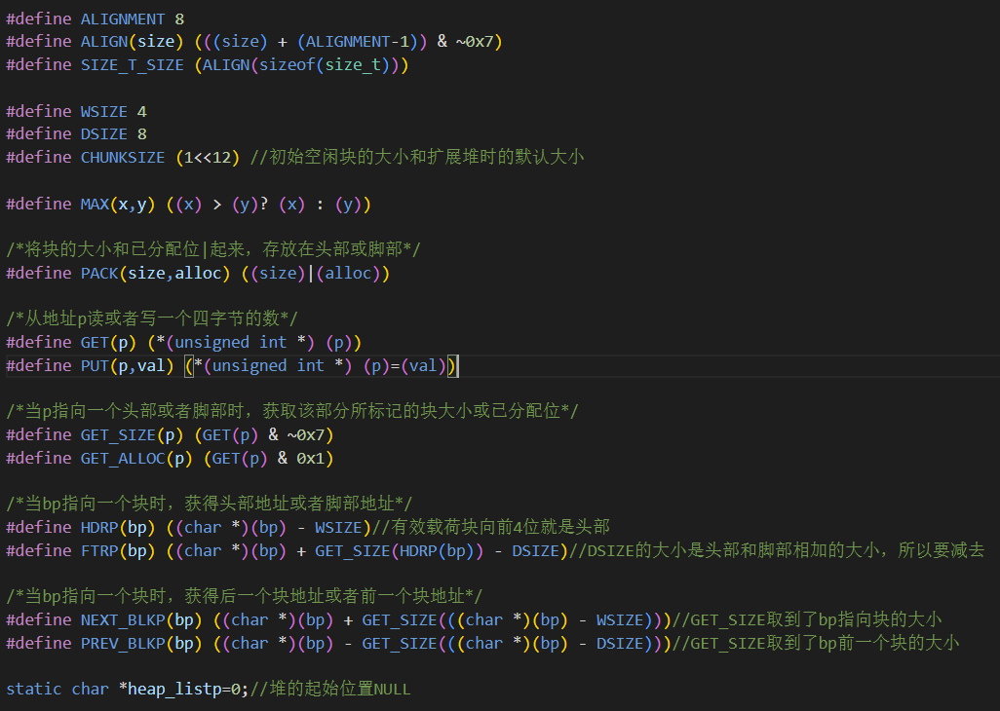 #define ALIGNMENT 8
#define ALIGN(size) (((size) + (ALIGNMENT-1)) & ~0x7)
#define SIZE_T_SIZE (ALIGN(sizeof(size_t)))
#define WSIZE 4
#define DSIZE 8
#define CHUNKSIZE (1<<12) //初始空闲块的大小和扩展堆时的默认大小
#define MAX(x,y) ((x) > (y)? (x) : (y))
/*将块的大小和已分配位|起来，存放在头部或脚部*/
#define PACK(size,alloc) ((size)|(alloc))
/*从地址p读或者写一个四字节的数*/
#define GET(p) (*(unsigned int *) (p))
#define PUT(p,val) (*(unsigned int *) (p)=(val))
/*当p指向一个头部或者脚部时，获取该部分所标记的块大小或已分配位*/
#define GET_SIZE(p) (GET(p) & ~0x7)
#define GET_ALLOC(p) (GET(p) & 0x1)
/*当bp指向一个块时，获得头部地址或者脚部地址*/
#define HDRP(bp) ((char *)(bp) - WSIZE)//有效载荷块向前4位就是头部
#define FTRP(bp) ((char *)(bp) + GET_SIZE(HDRP(bp)) - DSIZE)//DSIZE的大小是头部和脚部相加的大小，所以要减去
/*当bp指向一个块时，获得后一个块地址或者前一个块地址*/
#define NEXT_BLKP(bp) ((char *)(bp) + GET_SIZE(((char *)(bp) - WSIZE)))//GET_SIZE取到了bp指向块的大小
#define PREV_BLKP(bp) ((char *)(bp) - GET_SIZE(((char *)(bp) - DSIZE)))//GET_SIZE取到了bp前一个块的大小
static char *heap_listp=0;//堆的起始位置NULL